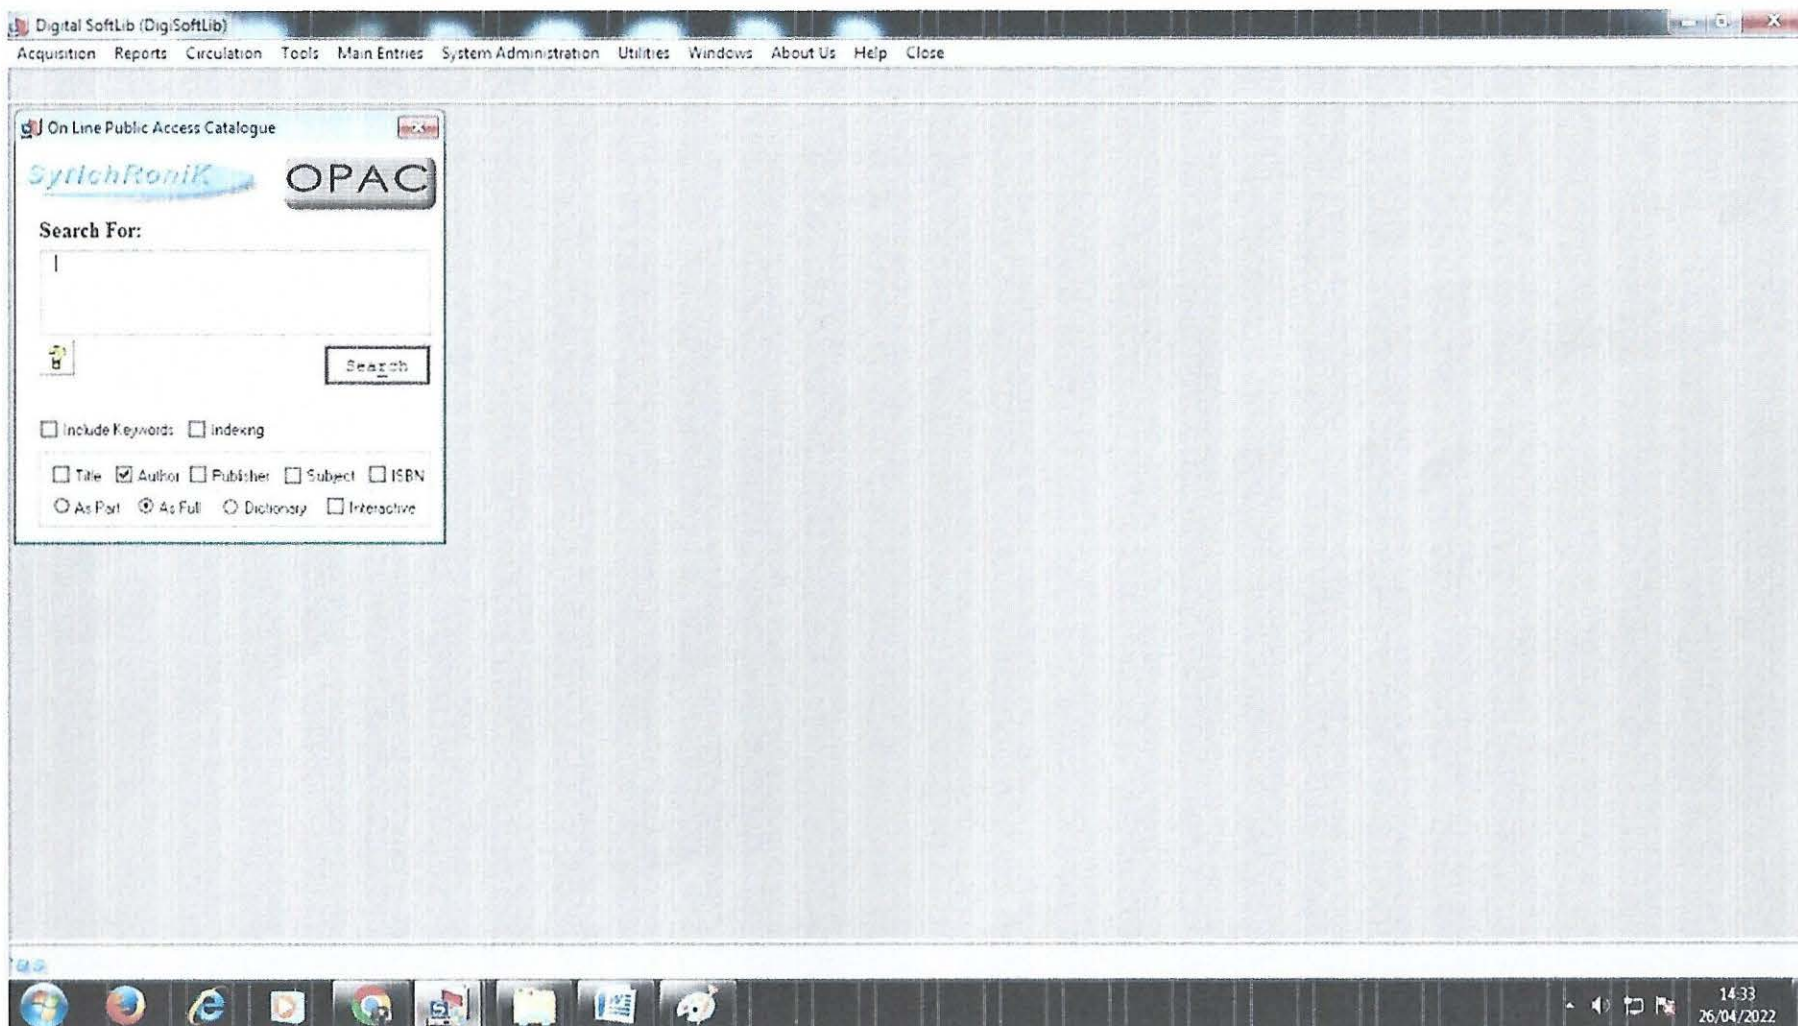 Digital SoftLib (DigiSoftLib)
Acquisition Reports Circulation Tools Main Entries System Administration Utilities Windows About Us Help Close
On Line Public Access Catalogue
SynchRoniK OPAC
Search For:
Search
Include Keywords Indexing
Title Author Publisher Subject ISBN
As Part As Full Dictionary Interactive
14:33
26/04/2022